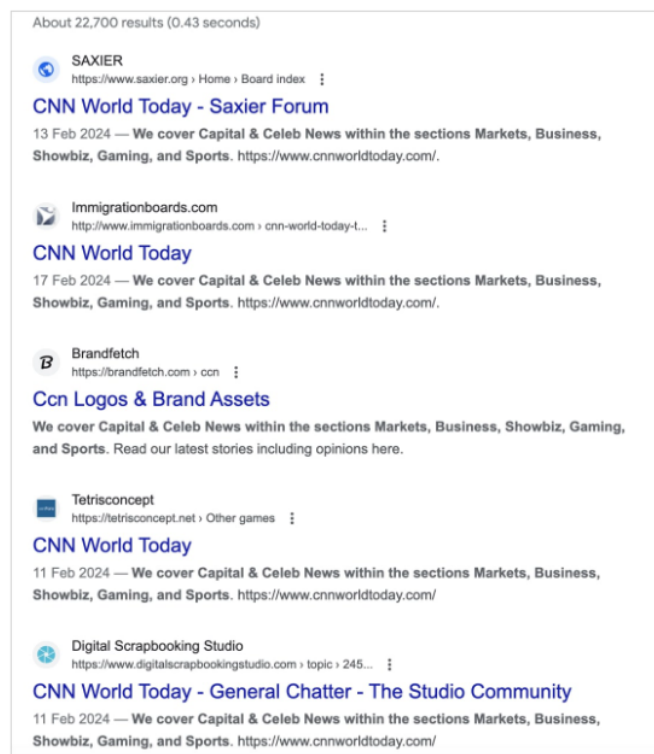 About 22,700 results (0.43 seconds)
SAXIER
https://www.saxier.org › Home › Board index
CNN World Today - Saxier Forum
13 Feb 2024 — We cover Capital & Celeb News within the sections Markets, Business,
Showbiz, Gaming, and Sports. https://www.cnnworldtoday.com/.
Immigrationboards.com
http://www.immigrationboards.com › cnn-world-today-t...
CNN World Today
17 Feb 2024 — We cover Capital & Celeb News within the sections Markets, Business,
Showbiz, Gaming, and Sports. https://www.cnnworldtoday.com/.
B
Brandfetch
https://brandfetch.com › ccn
Ccn Logos & Brand Assets
We cover Capital & Celeb News within the sections Markets, Business, Showbiz, Gaming,
and Sports. Read our latest stories including opinions here.
Tetrisconcept
https://tetrisconcept.net › Other games
CNN World Today
11 Feb 2024 — We cover Capital & Celeb News within the sections Markets, Business,
Showbiz, Gaming, and Sports. https://www.cnnworldtoday.com/
Digital Scrapbooking Studio
https://www.digitalscrapbookingstudio.com › topic › 245...
CNN World Today - General Chatter - The Studio Community
11 Feb 2024 — We cover Capital & Celeb News within the sections Markets, Business,
Showbiz, Gaming, and Sports. https://www.cnnworldtoday.com/